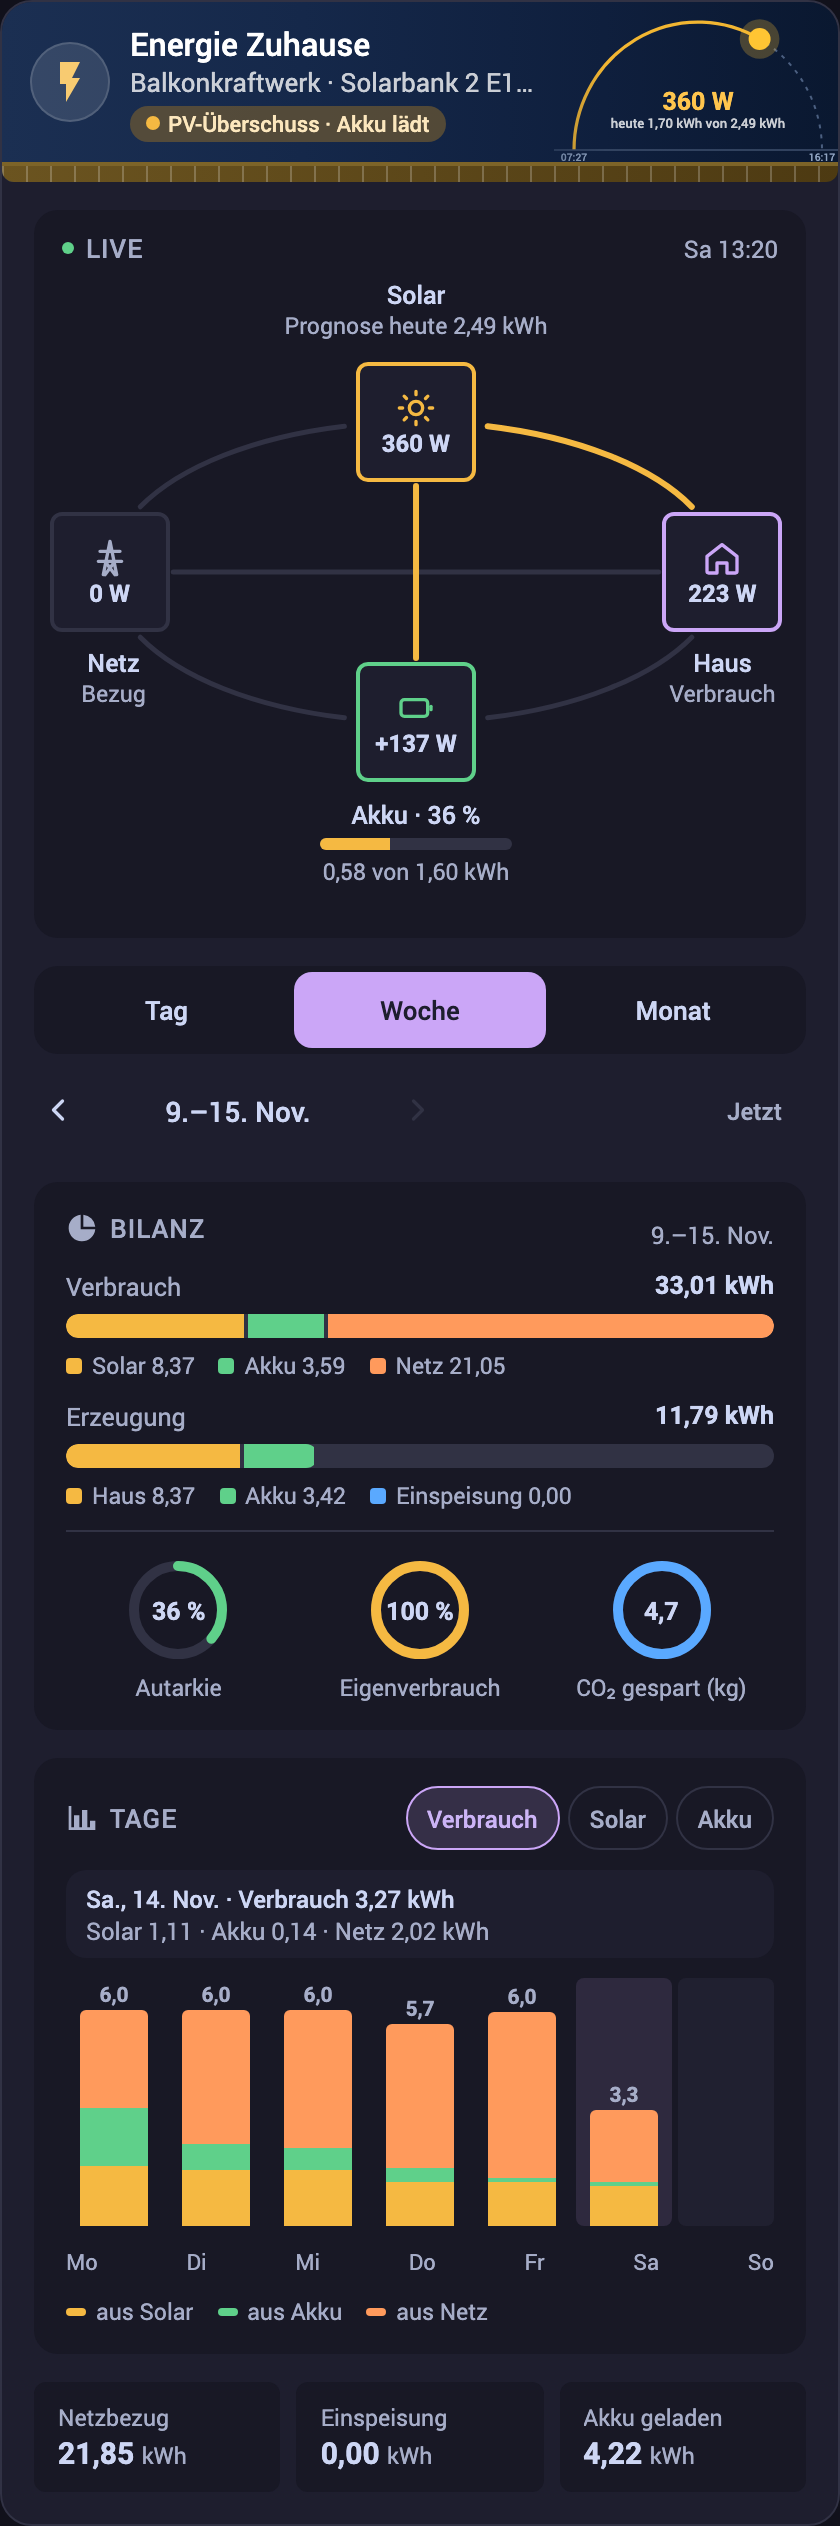 Energie Zuhause
Balkonkraftwerk · Solarbank 2 E1…
PV-Überschuss · Akku lädt
360 W
heute 1,70 kWh von 2,49 kWh
07:27
16:17
LIVE
Sa 13:20
Solar
Prognose heute 2,49 kWh
360 W
0 W
223 W
Netz
Bezug
Haus
Verbrauch
+137 W
Akku · 36 %
0,58 von 1,60 kWh
Tag
Woche
Monat
9.–15. Nov.
Jetzt
BILANZ
9.–15. Nov.
Verbrauch
33,01 kWh
Solar 8,37
Akku 3,59
Netz 21,05
Erzeugung
11,79 kWh
Haus 8,37
Akku 3,42
Einspeisung 0,00
36 %
100 %
4,7
Autarkie
Eigenverbrauch
CO₂ gespart (kg)
TAGE
Verbrauch
Solar
Akku
Sa., 14. Nov. · Verbrauch 3,27 kWh
Solar 1,11 · Akku 0,14 · Netz 2,02 kWh
6,0
6,0
6,0
5,7
6,0
3,3
Mo
Di
Mi
Do
Fr
Sa
So
aus Solar
aus Akku
aus Netz
Netzbezug
21,85 kWh
Einspeisung
0,00 kWh
Akku geladen
4,22 kWh